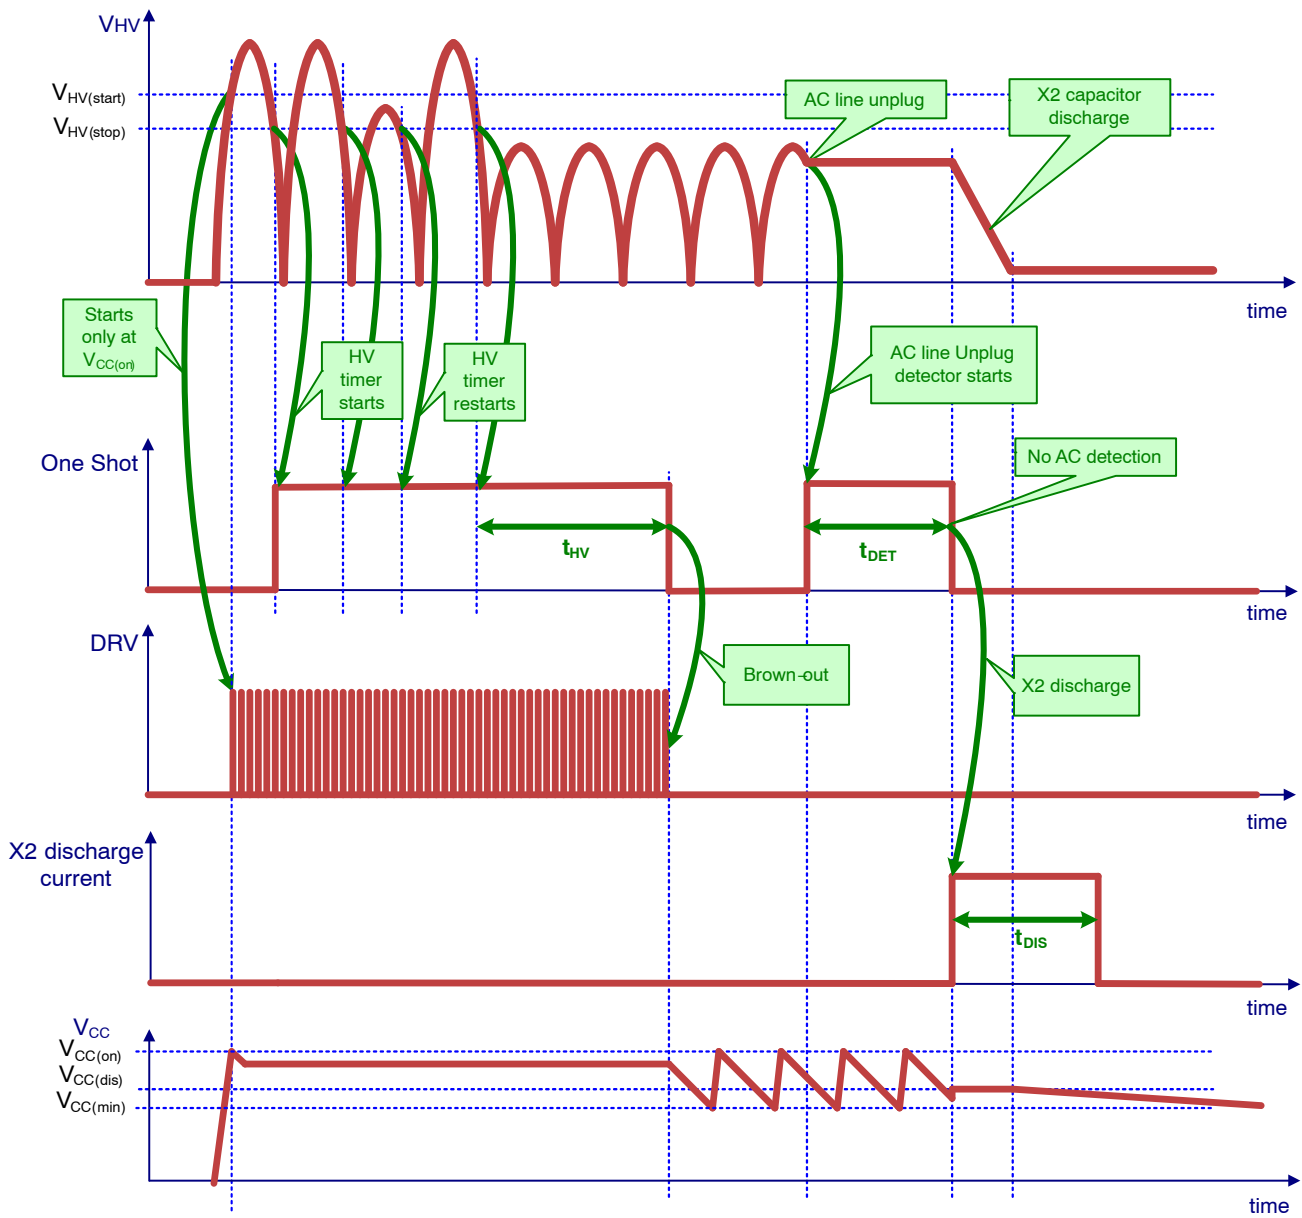 VHV
VHV(start)
VHV(stop)
AC line unplug
X2 capacitor
discharge
time
Starts
only at
VCC(on)
HV
timer
starts
HV
timer
restarts
AC line Unplug
detector starts
One Shot
No AC detection
tHV
tDET
time
DRV
Brown-out
X2 discharge
time
X2 discharge
current
tDIS
time
VCC
VCC(on)
VCC(dis)
VCC(min)
time